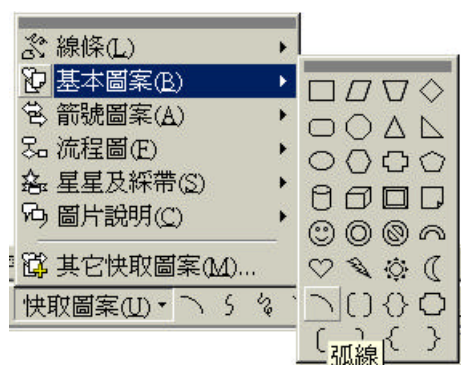 線條(L)
基本圖案(B)
箭號圖案(A)
流程圖(F)
星星及綵帶(S)
圖片說明(C)
其它快取圖案(M)...
快取圖案(U)
弧線